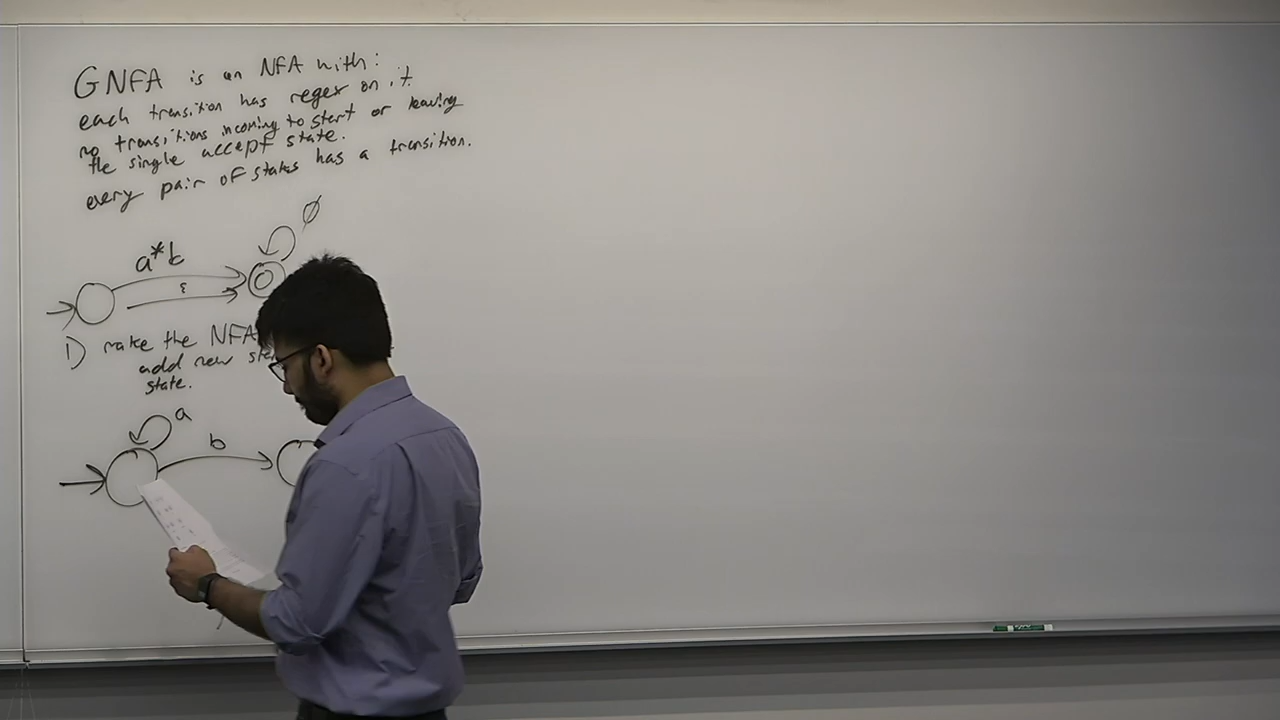 GNFA is an NFA with:
each transition has regex on it
no transitions incoming to start or leaving
the single accept state.
every pair of states has a transition.
∅
a*b
ε
1) make the NFA
add new
state.
a
b